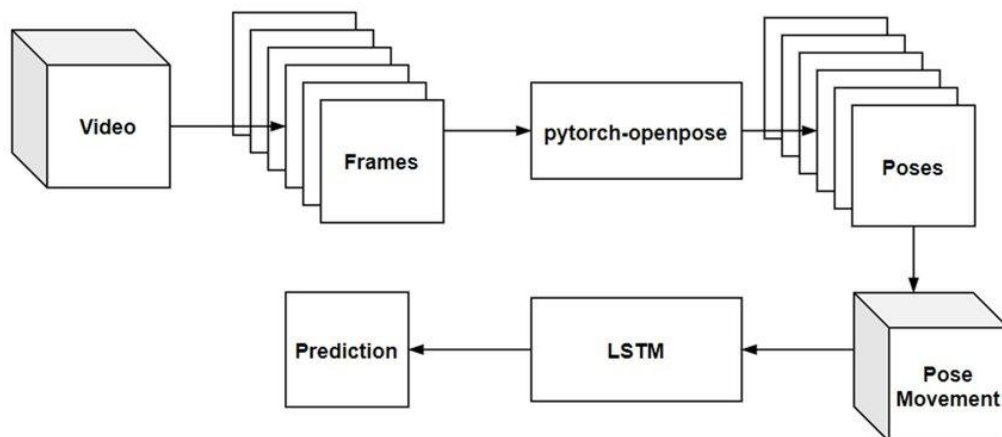 Video
Frames
pytorch-openpose
Poses
Prediction
LSTM
Pose
Movement